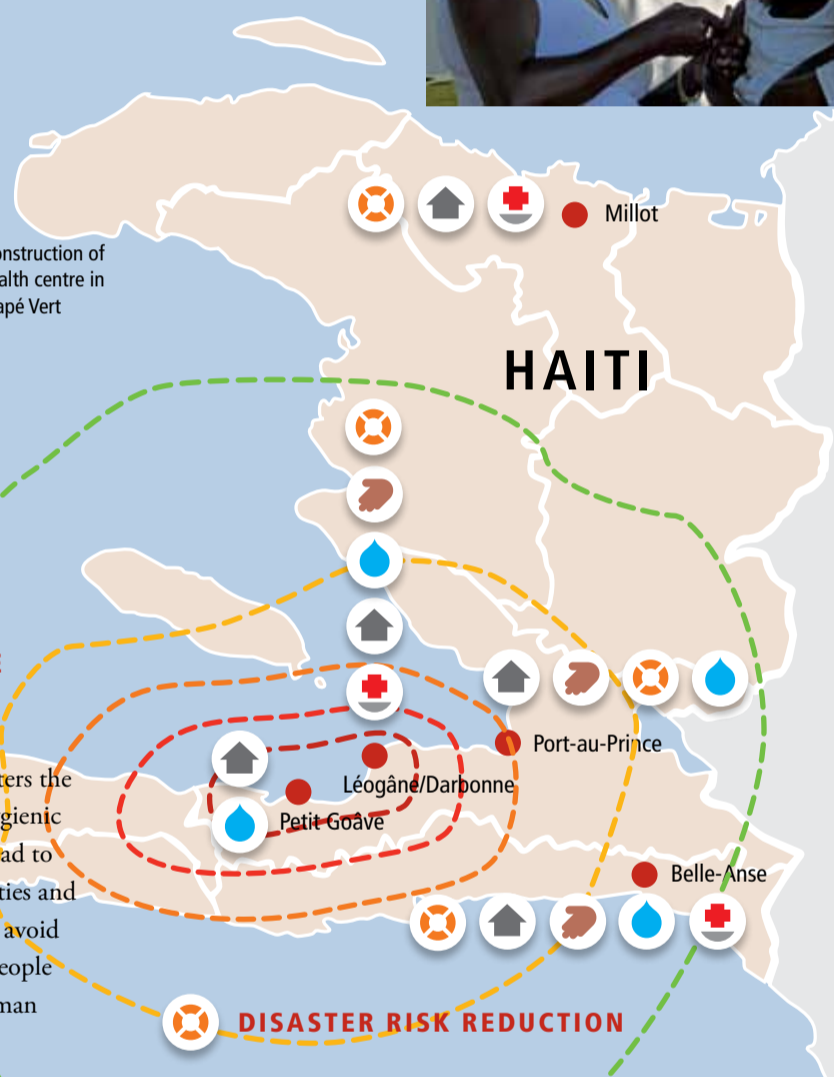 Millot
onstruction of
alth centre in
apé Vert
HAITI
Port-au-Prince
ters the
Léogâne/Darbonne
gienic
Petit Goâve
ad to
Belle-Anse
ties and
avoid
eople
man
DISASTER RISK REDUCTION